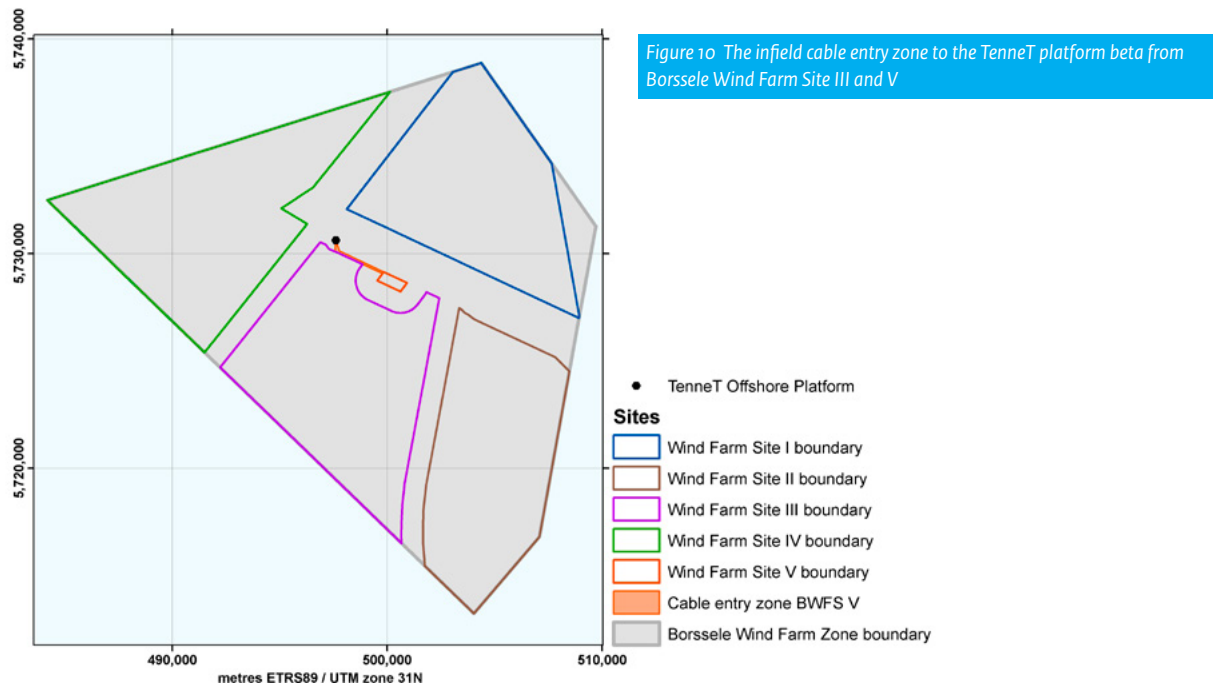 Figure 10 The infield cable entry zone to the TenneT platform beta from
Borssele Wind Farm Site III and V
5,740,000
5,730,000
5,720,000
490,000
500,000
510,000
metres ETRS89 / UTM zone 31N
TenneT Offshore Platform
Sites
Wind Farm Site I boundary
Wind Farm Site II boundary
Wind Farm Site III boundary
Wind Farm Site IV boundary
Wind Farm Site V boundary
Cable entry zone BWFS V
Borssele Wind Farm Zone boundary